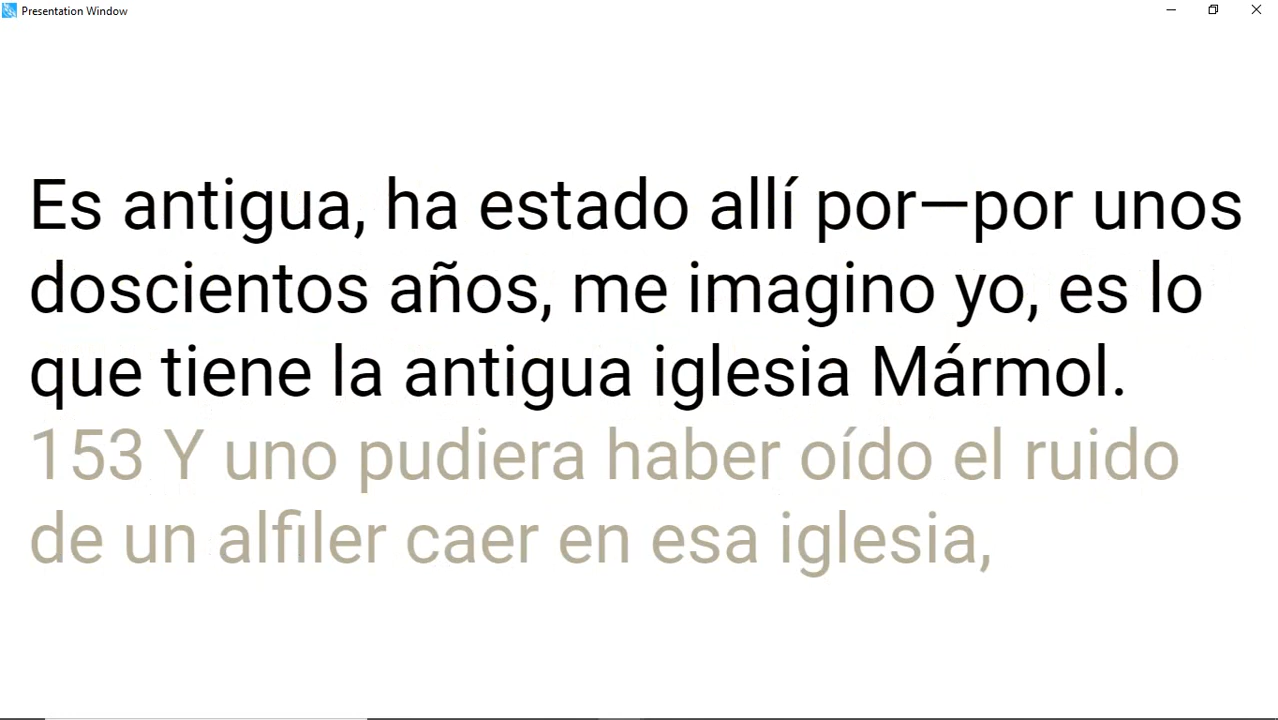 Presentation Window
Es antigua, ha estado allí por—por unos
doscientos años, me imagino yo, es lo
que tiene la antigua iglesia Mármol.
153 Y uno pudiera haber oído el ruido
de un alfiler caer en esa iglesia,